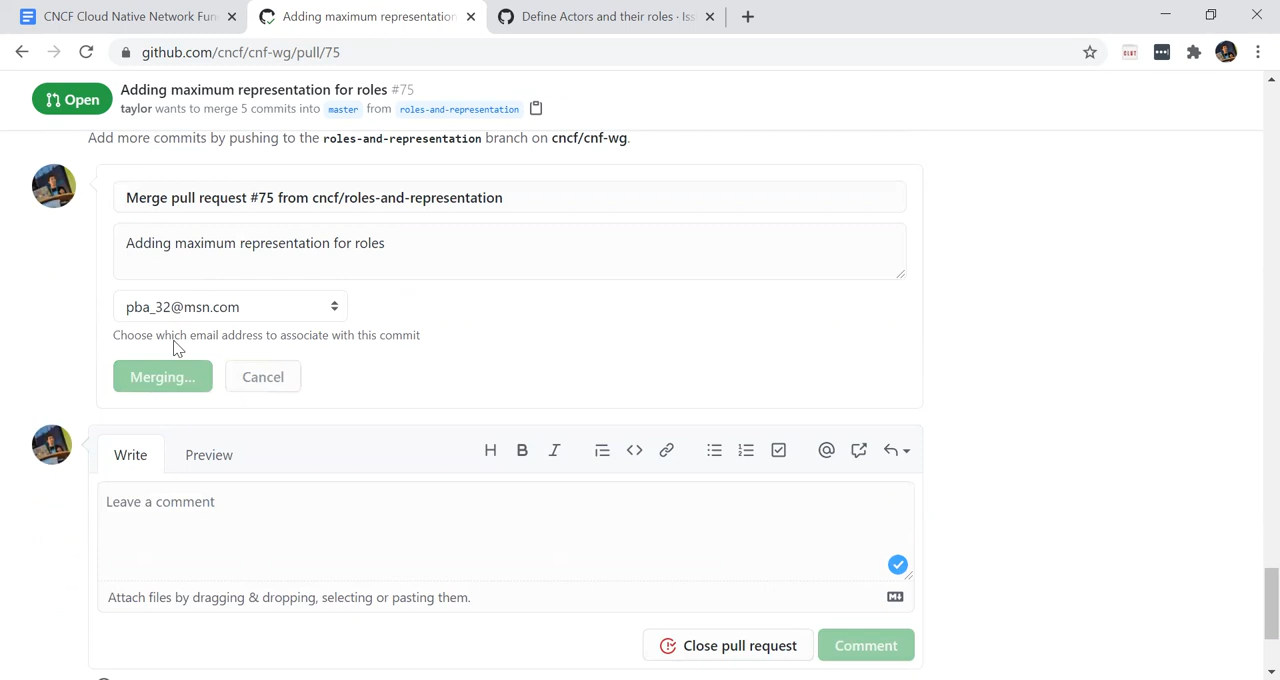 CNCF Cloud Native Network Fun
Adding maximum representation
Define Actors and their roles · Iss
github.com/cncf/cnf-wg/pull/75
Open
Adding maximum representation for roles #75
taylor wants to merge 5 commits into master from roles-and-representation
Add more commits by pushing to the roles-and-representation branch on cncf/cnf-wg.
Merge pull request #75 from cncf/roles-and-representation
Adding maximum representation for roles
pba_32@msn.com
Choose which email address to associate with this commit
Merging...
Cancel
Write
Preview
H B I
Leave a comment
Attach files by dragging & dropping, selecting or pasting them.
Close pull request
Comment